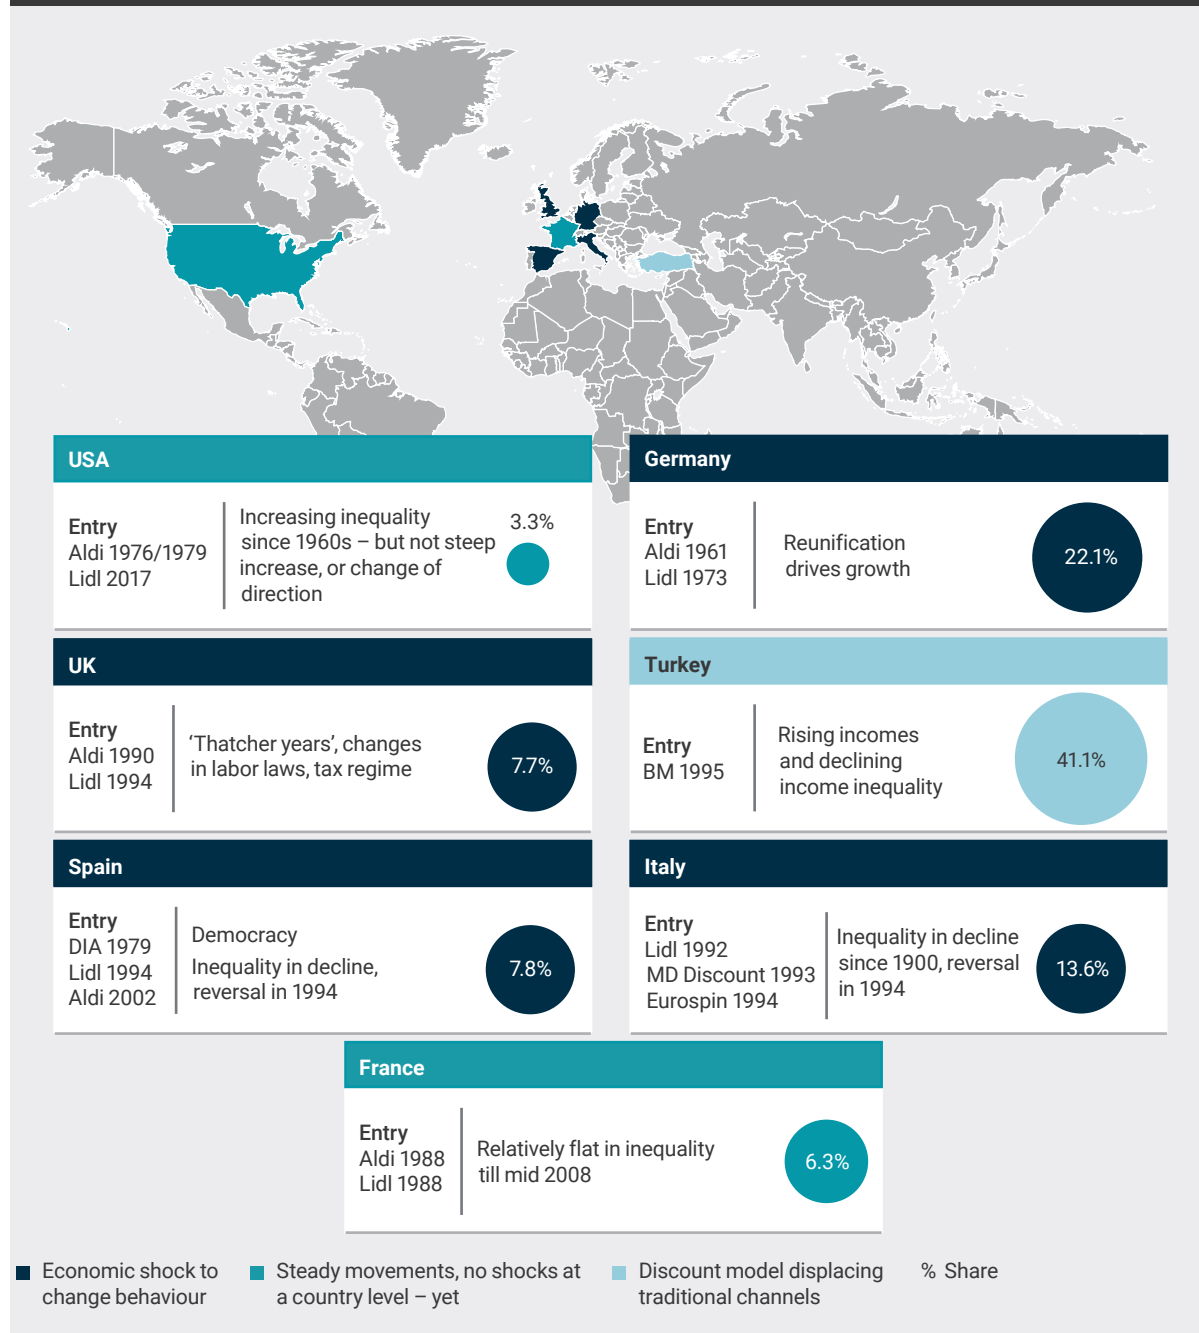 USA
Entry
Aldi 1976/1979
Lidl 2017
Increasing inequality
since 1960s – but not steep
increase, or change of
direction
3.3%
Germany
Entry
Aldi 1961
Lidl 1973
Reunification
drives growth
22.1%
UK
Entry
Aldi 1990
Lidl 1994
‘Thatcher years’, changes
in labor laws, tax regime
7.7%
Turkey
Entry
BM 1995
Rising incomes
and declining
income inequality
41.1%
Spain
Entry
DIA 1979
Lidl 1994
Aldi 2002
Democracy
Inequality in decline,
reversal in 1994
7.8%
Italy
Entry
Lidl 1992
MD Discount 1993
Eurospin 1994
Inequality in decline
since 1900, reversal
in 1994
13.6%
France
Entry
Aldi 1988
Lidl 1988
Relatively flat in inequality
till mid 2008
6.3%
Economic shock to
change behaviour
Steady movements, no shocks at
a country level – yet
Discount model displacing
traditional channels
% Share